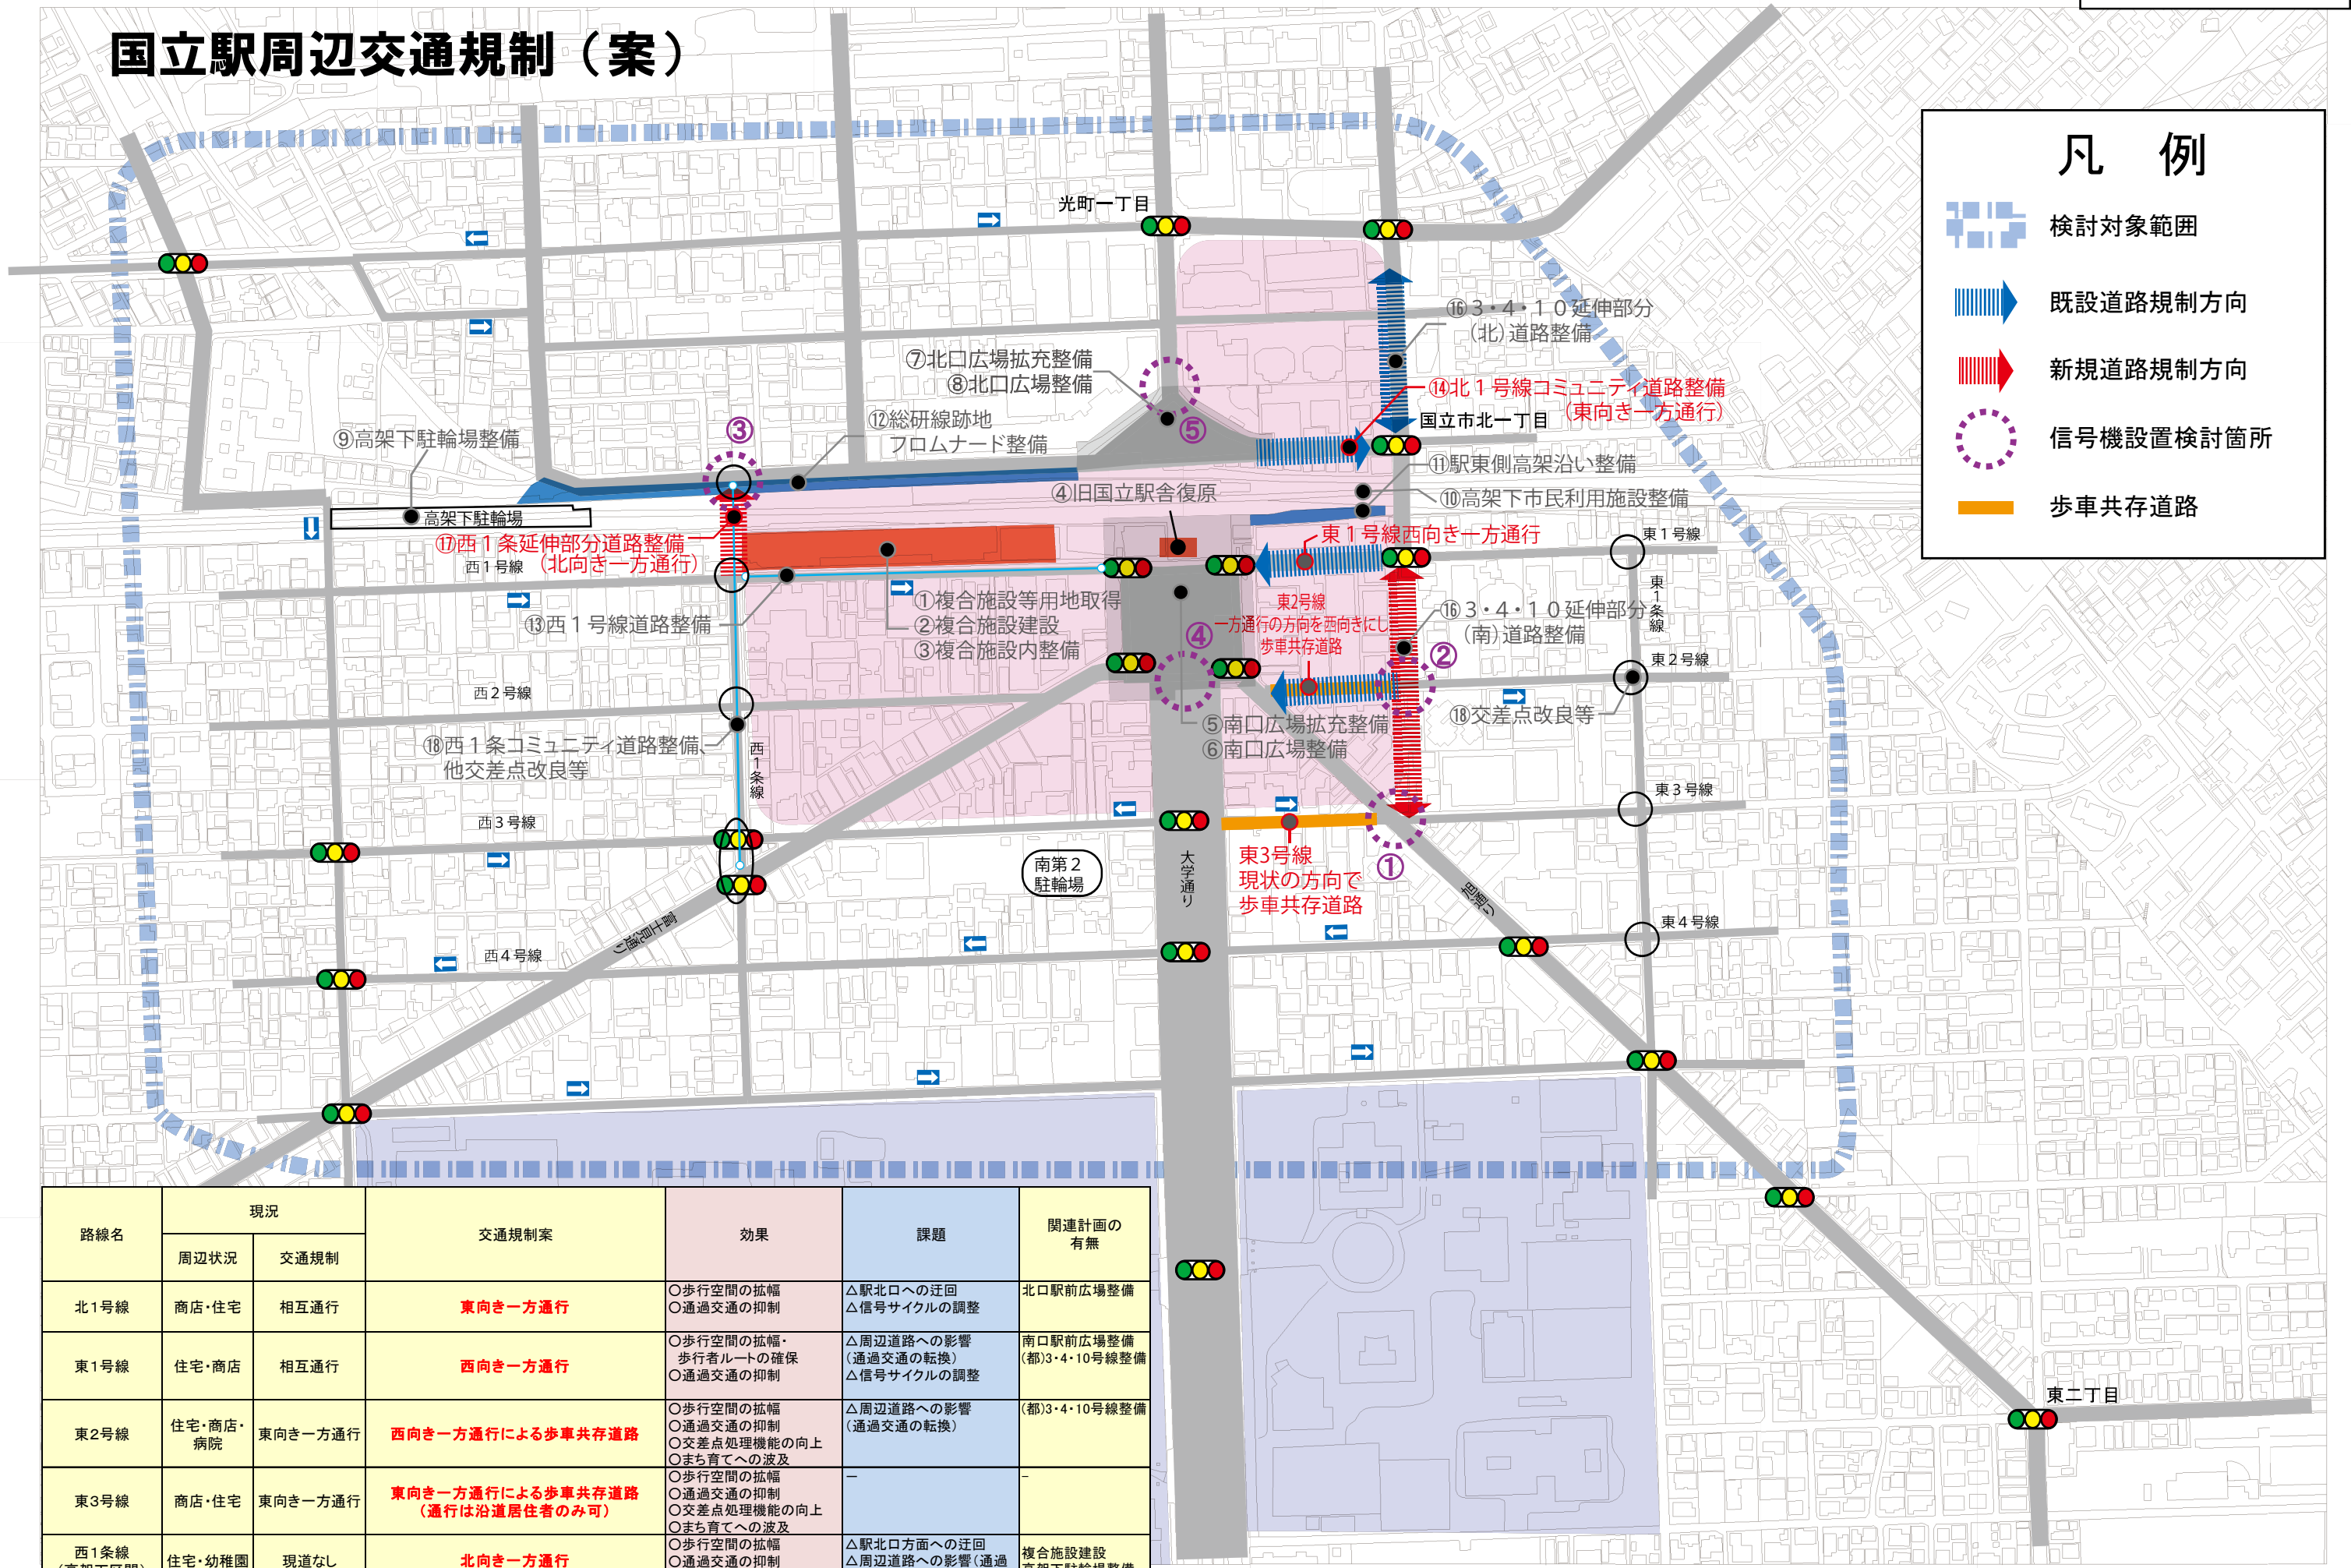 国立駅周辺交通規制（案）
凡　例
検討対象範囲
既設道路規制方向
新規道路規制方向
信号機設置検討箇所
歩車共存道路
光町一丁目
⑯３・４・１０延伸部分
(北)道路整備
⑦北口広場拡充整備
⑧北口広場整備
⑭北１号線コミュニティ道路整備
(東向き一方通行)
国立市北一丁目
⑫総研線跡地
フロムナード整備
③
⑤
⑨高架下駐輪場整備
⑪駅東側高架沿い整備
④旧国立駅舎復原
⑩高架下市民利用施設整備
高架下駐輪場
⑰西１条延伸部分道路整備
(北向き一方通行)
西１号線
東１号線西向き一方通行
東１号線
東1条線
①複合施設等用地取得
②複合施設建設
③複合施設内整備
⑬西１号線道路整備
東2号線
一方通行の方向を西向きにし
歩車共存道路
⑯３・４・１０延伸部分
(南)道路整備
④
②
東２号線
西２号線
⑱交差点改良等
⑤南口広場拡充整備
⑥南口広場整備
⑱西１条コミュニティ道路整備、
他交差点改良等
西1条線
東３号線
西３号線
南第２
駐輪場
大学通り
東3号線
現状の方向で
歩車共存道路
①
旭通り
富士見通り
東４号線
西４号線
東二丁目
路線名
現況
周辺状況
交通規制
交通規制案
効果
課題
関連計画の
有無
北１号線
商店・住宅
相互通行
東向き一方通行
〇歩行空間の拡幅
〇通過交通の抑制
△駅北口への迂回
△信号サイクルの調整
北口駅前広場整備
東1号線
住宅・商店
相互通行
西向き一方通行
〇歩行空間の拡幅・
歩行者ルートの確保
〇通過交通の抑制
△周辺道路への影響
(通過交通の転換)
△信号サイクルの調整
南口駅前広場整備
(都)3・4・10号線整備
東2号線
住宅・商店・
病院
東向き一方通行
西向き一方通行による歩車共存道路
〇歩行空間の拡幅
〇通過交通の抑制
〇交差点処理機能の向上
〇まち育てへの波及
△周辺道路への影響
(通過交通の転換)
(都)3・4・10号線整備
東3号線
商店・住宅
東向き一方通行
東向き一方通行による歩車共存道路
(通行は沿道居住者のみ可)
〇歩行空間の拡幅
〇通過交通の抑制
〇交差点処理機能の向上
〇まち育てへの波及
－
-
西1条線
住宅・幼稚園
現道なし
北向き一方通行
〇歩行空間の拡幅
〇通過交通の抑制
△駅北口方面への迂回
△周辺道路への影響(通過
複合施設建設